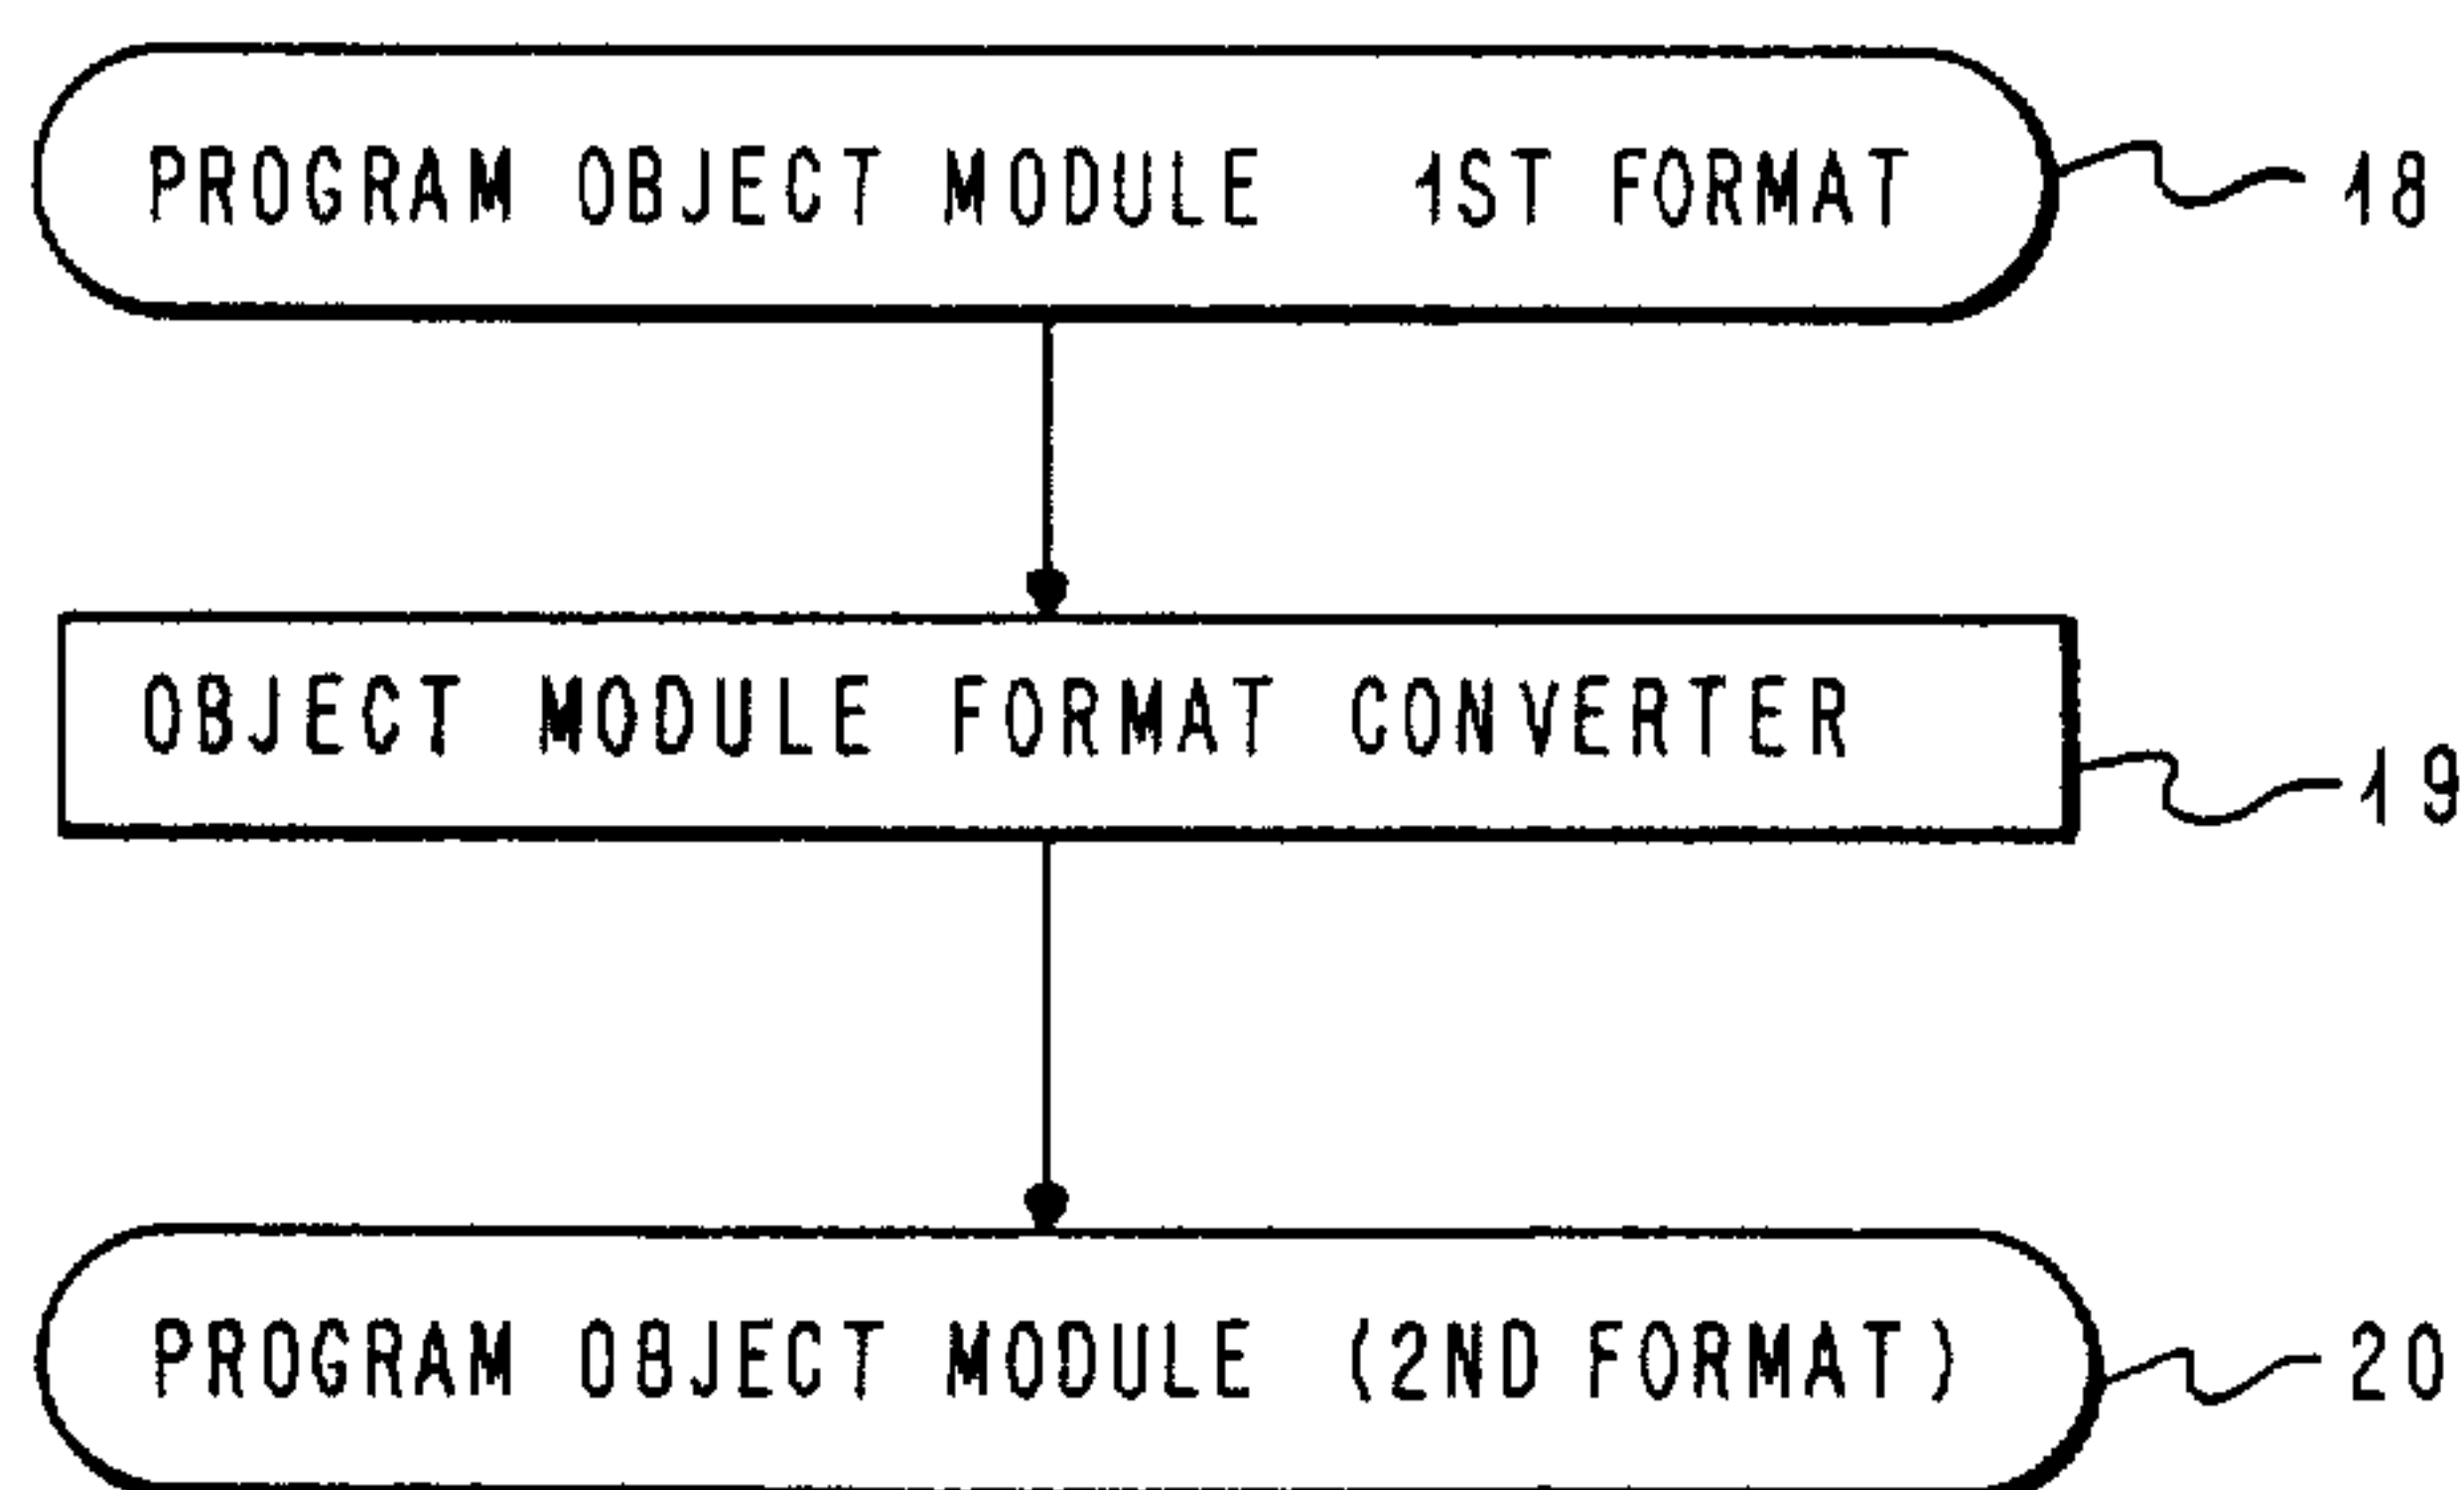 PROGRAM OBJECT MODULE 1ST FORMAT
18
OBJECT MODULE FORMAT CONVERTER
19
PROGRAM OBJECT MODULE (2ND FORMAT)
20